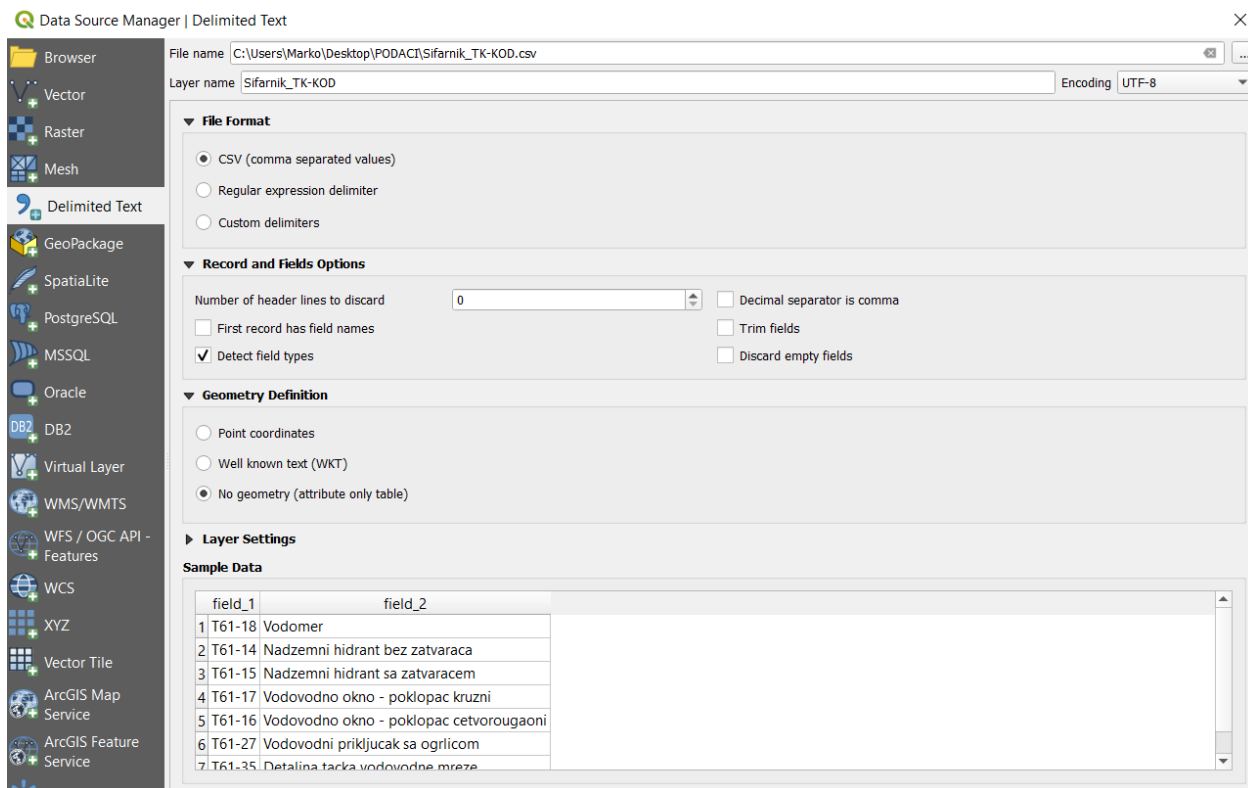 Data Source Manager | Delimited Text
Browser
Vector
Raster
Mesh
Delimited Text
GeoPackage
SpatiaLite
PostgreSQL
MSSQL
Oracle
DB2 DB2
Virtual Layer
WMS/WMTS
WFS / OGC API -
Features
WCS
XYZ
Vector Tile
ArcGIS Map
Service
ArcGIS Feature
Service
File name C:\Users\Marko\Desktop\PODACI\Sifarnik_TK-KOD.csv ...
Layer name Sifarnik_TK-KOD Encoding UTF-8
File Format
CSV (comma separated values)
Regular expression delimiter
Custom delimiters
Record and Fields Options
Number of header lines to discard 0 Decimal separator is comma
First record has field names Trim fields
Detect field types Discard empty fields
Geometry Definition
Point coordinates
Well known text (WKT)
No geometry (attribute only table)
Layer Settings
Sample Data
field_1 field_2
1 T61-18 Vodomer
2 T61-14 Nadzemni hidrant bez zatvaraca
3 T61-15 Nadzemni hidrant sa zatvaracem
4 T61-17 Vodovodno okno - poklopac kruzni
5 T61-16 Vodovodno okno - poklopac cetvorougaoni
6 T61-27 Vodovodni prikljucak sa ogrlicom
7 T61-35 Detaljna tacka vodovodne mreze